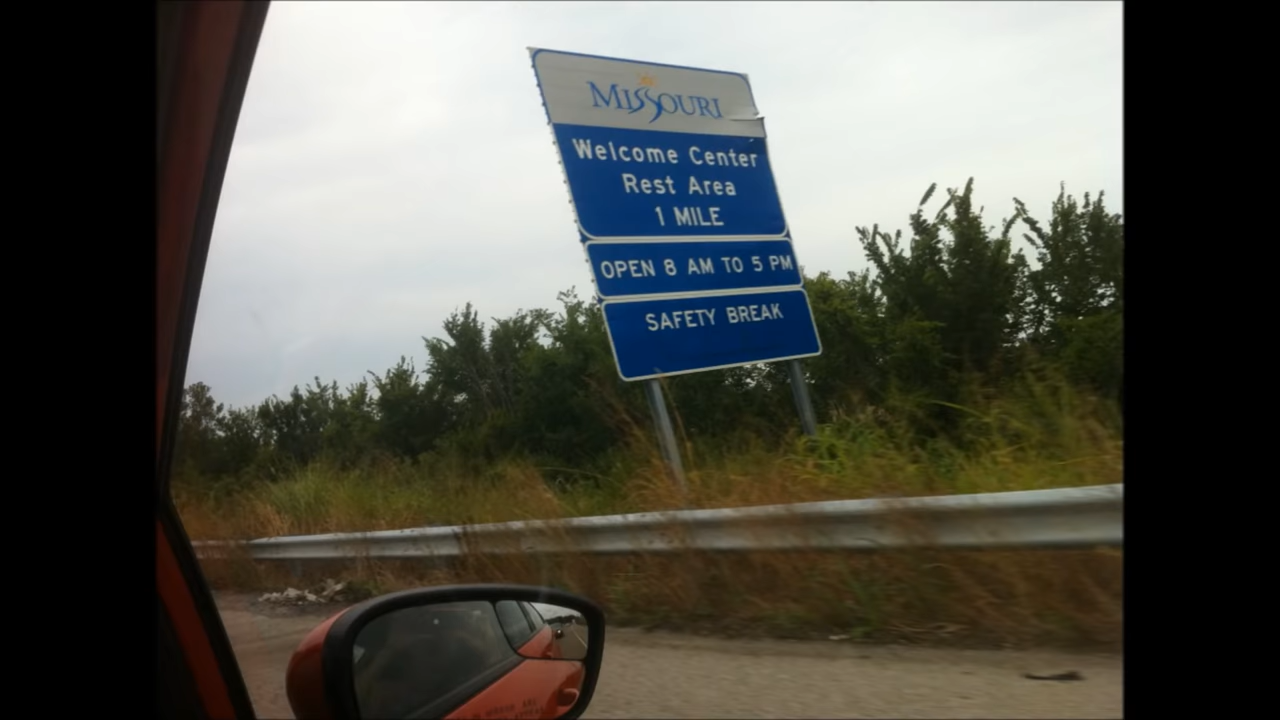 MISSOURI
Welcome Center
Rest Area
1 MILE
OPEN 8 AM TO 5 PM
SAFETY BREAK